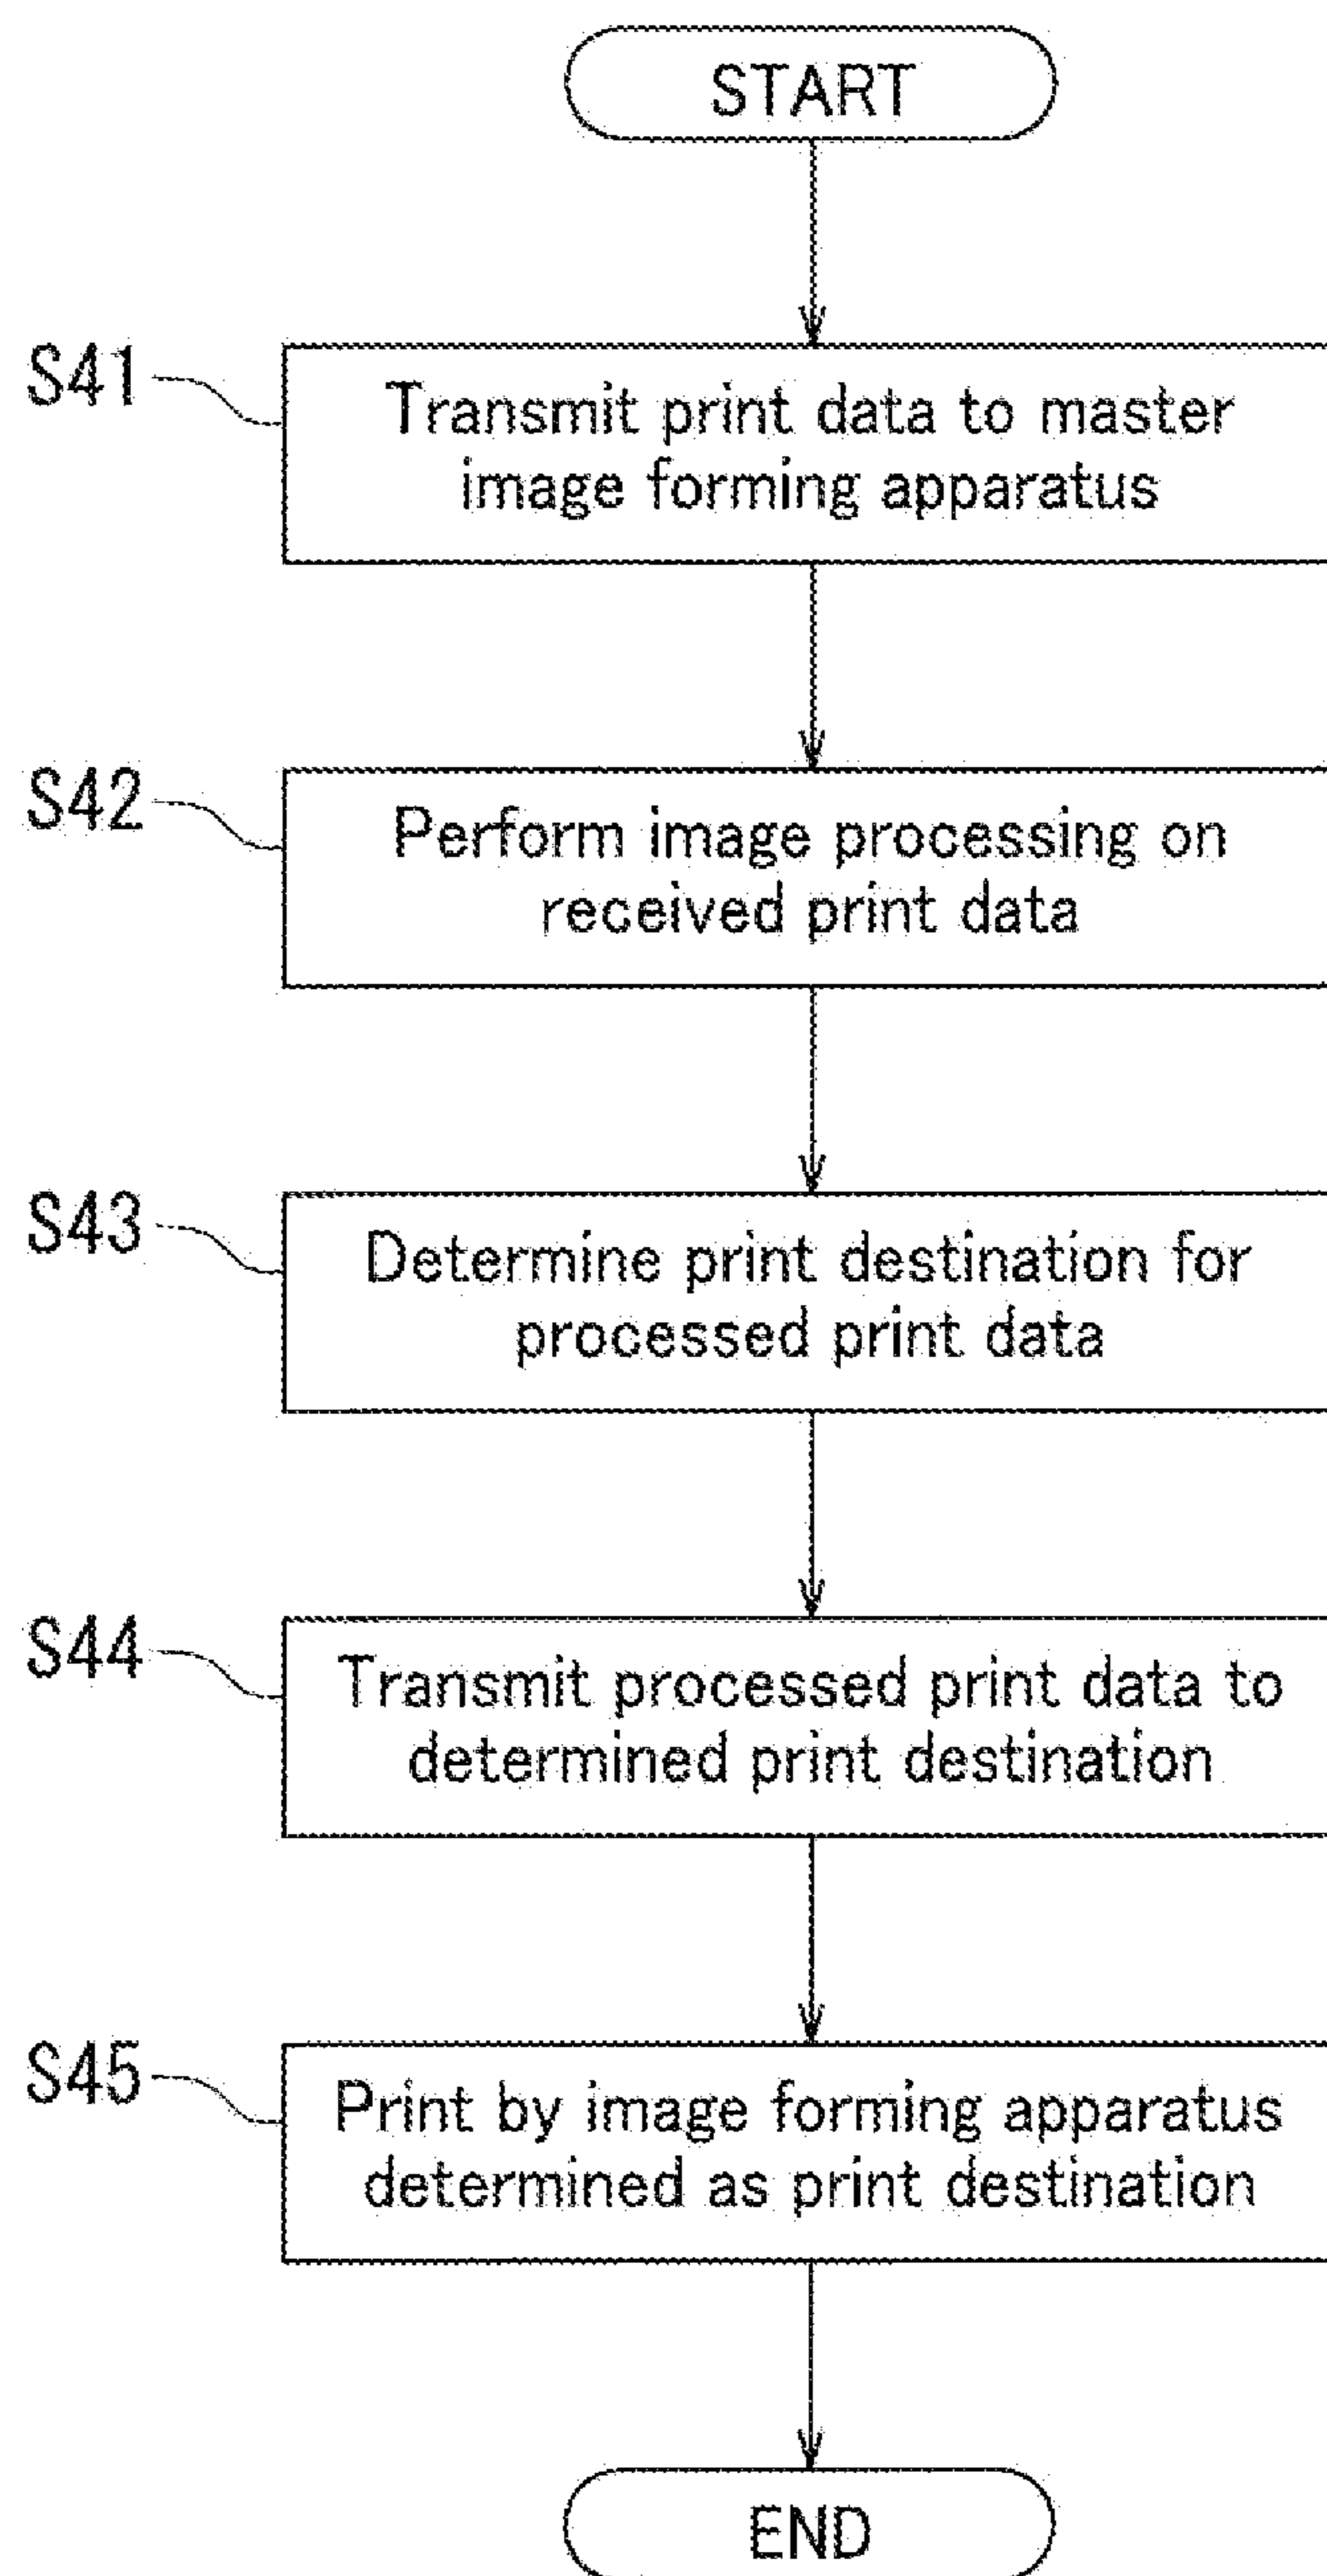 START
S41
Transmit print data to master
image forming apparatus
S42
Perform image processing on
received print data
S43
Determine print destination for
processed print data
S44
Transmit processed print data to
determined print destination
S45
Print by image forming apparatus
determined as print destination
END